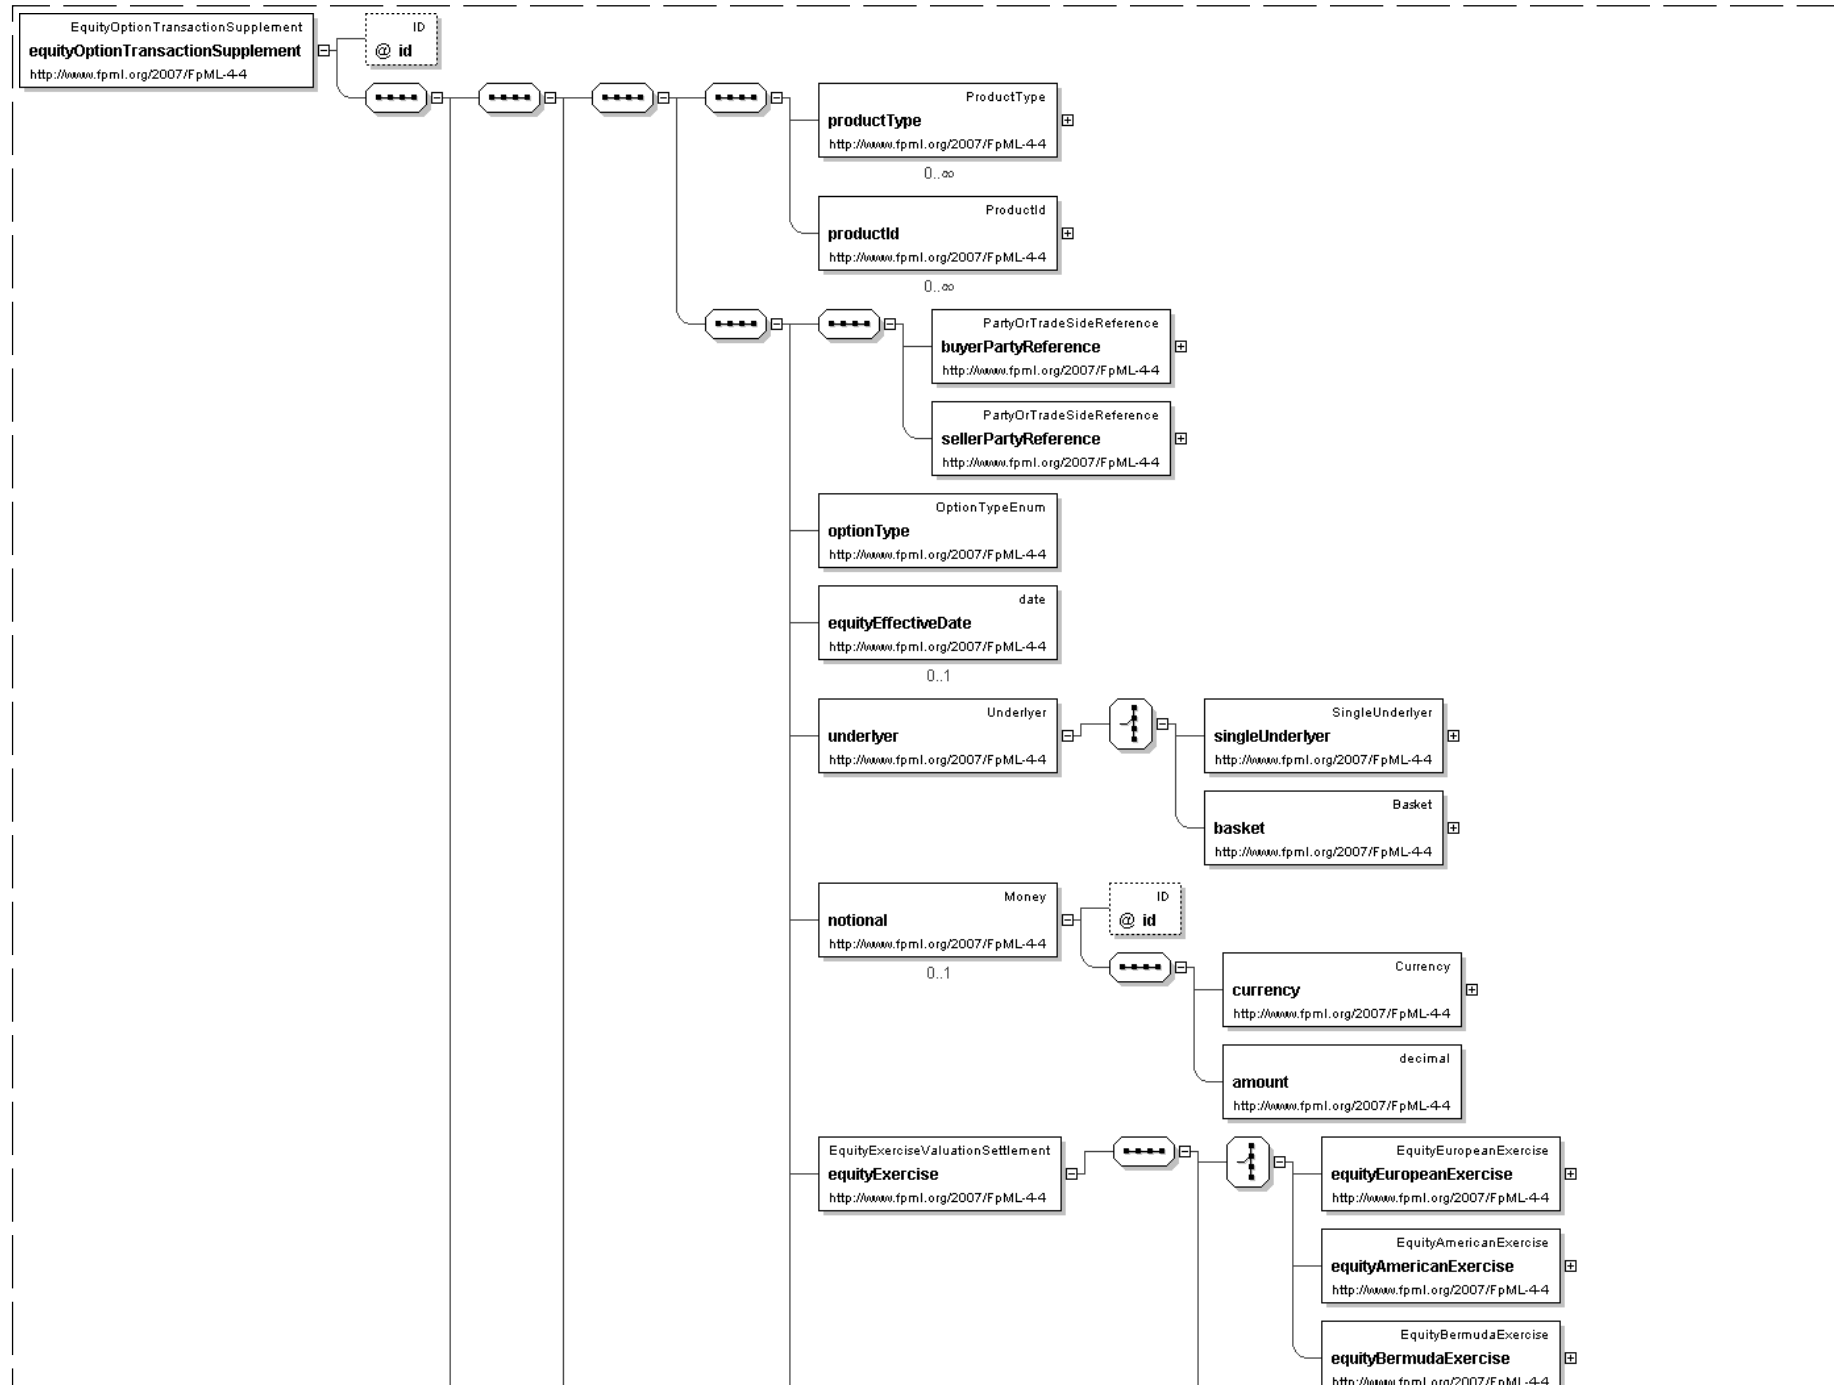 EquityOptionTransactionSupplement
equityOptionTransactionSupplement
http://www.fpml.org/2007/FpML-4-4
ID
@ id
ProductType
productType
http://www.fpml.org/2007/FpML-4-4
0..∞
ProductId
productId
http://www.fpml.org/2007/FpML-4-4
0..∞
PartyOrTradeSideReference
buyerPartyReference
http://www.fpml.org/2007/FpML-4-4
PartyOrTradeSideReference
sellerPartyReference
http://www.fpml.org/2007/FpML-4-4
OptionTypeEnum
optionType
http://www.fpml.org/2007/FpML-4-4
date
equityEffectiveDate
http://www.fpml.org/2007/FpML-4-4
0..1
Underlyer
underlyer
http://www.fpml.org/2007/FpML-4-4
SingleUnderlyer
singleUnderlyer
http://www.fpml.org/2007/FpML-4-4
Basket
basket
http://www.fpml.org/2007/FpML-4-4
Money
notional
http://www.fpml.org/2007/FpML-4-4
0..1
ID
@ id
Currency
currency
http://www.fpml.org/2007/FpML-4-4
decimal
amount
http://www.fpml.org/2007/FpML-4-4
EquityExerciseValuationSettlement
equityExercise
http://www.fpml.org/2007/FpML-4-4
EquityEuropeanExercise
equityEuropeanExercise
http://www.fpml.org/2007/FpML-4-4
EquityAmericanExercise
equityAmericanExercise
http://www.fpml.org/2007/FpML-4-4
EquityBermudaExercise
equityBermudaExercise
http://www.fpml.org/2007/FpML-4-4